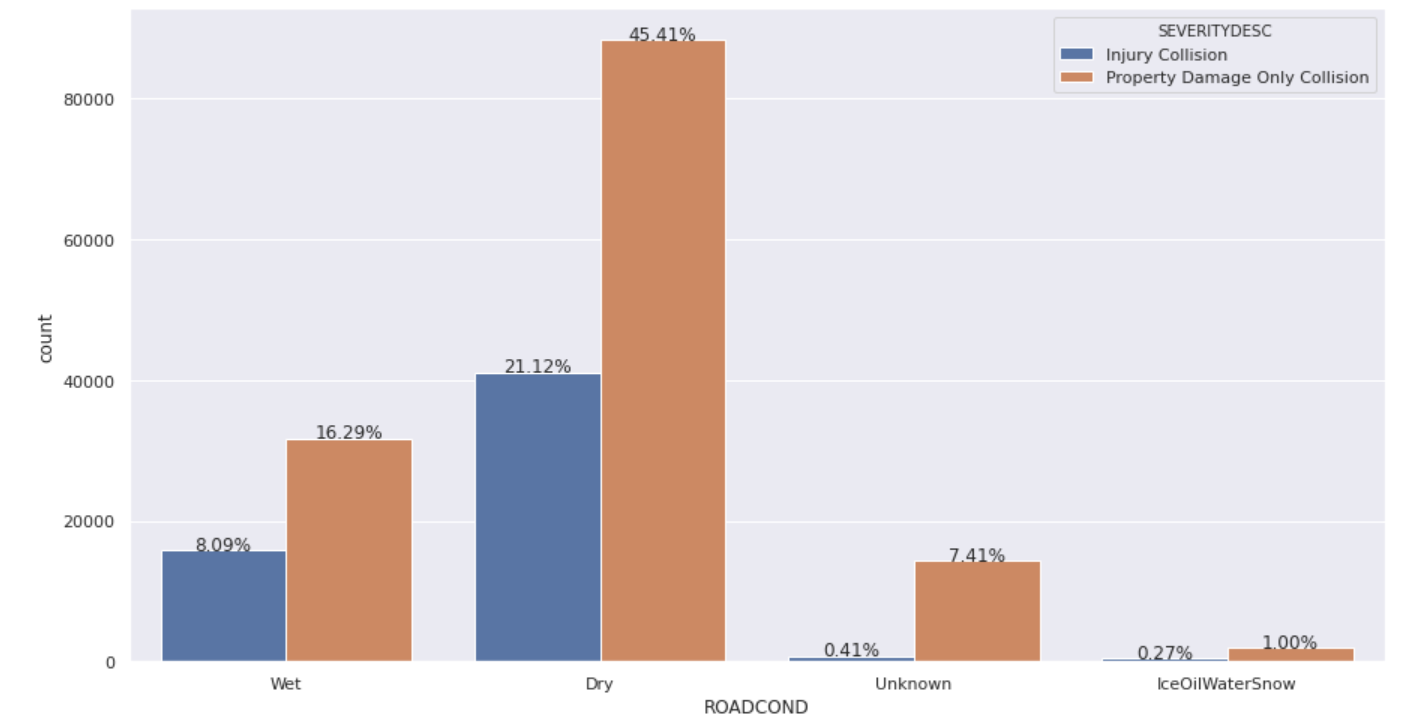 SEVERITYDESC
Injury Collision
Property Damage Only Collision
45.41%
80000
60000
count
40000
21.12%
16.29%
20000
8.09%
7.41%
0.41%
0.27%
1.00%
0
Wet
Dry
Unknown
IceOilWaterSnow
ROADCOND